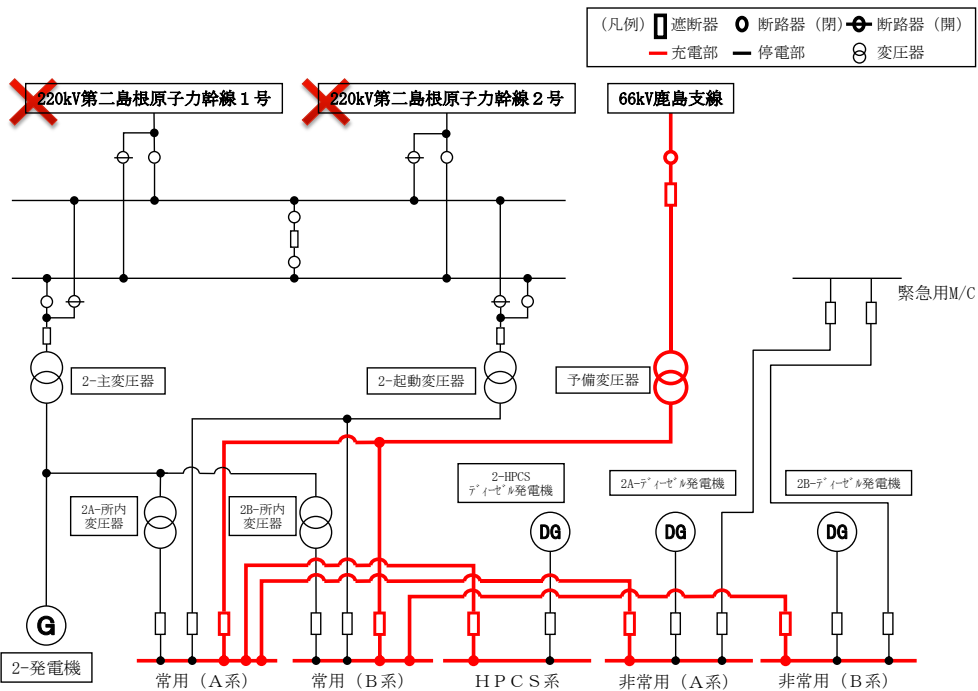 (凡例) 遮断器 断路器（閉） 断路器（開）
充電部 停電部 変圧器
220kV第二島根原子力幹線１号
220kV第二島根原子力幹線２号
66kV鹿島支線
緊急用M/C
2-主変圧器
2-起動変圧器
予備変圧器
2-HPCS
ﾃﾞｨｰｾﾞﾙ発電機
2A-ﾃﾞｨｰｾﾞﾙ発電機
2B-ﾃﾞｨｰｾﾞﾙ発電機
2A-所内
変圧器
2B-所内
変圧器
DG
DG
DG
G
2-発電機
常用（Ａ系）
常用（Ｂ系）
ＨＰＣＳ系
非常用（Ａ系）
非常用（Ｂ系）